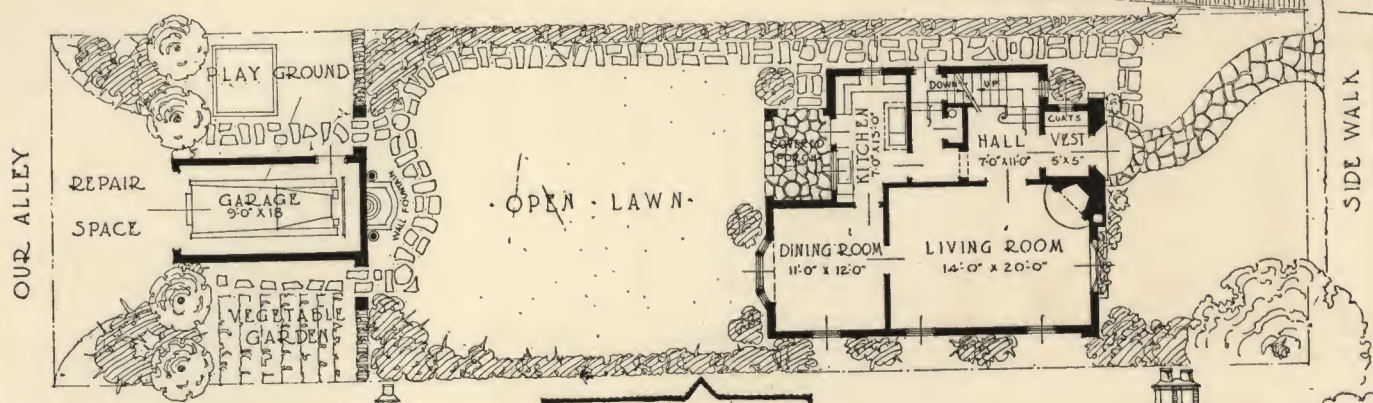 OUR ALLEY
PLAY GROUND
REPAIR
SPACE
GARAGE
9'-0" X 18
WALL FOUNTAIN
VEGETABLE
GARDEN
· OPEN · LAWN ·
COVERED
PORCH
KITCHEN
7'-0" X 13'-0"
DOWN
UP
HALL
7'-0" X 11'-0"
COATS
VEST
5' X 5'
DINING ROOM
11'-0" X 12'-0"
LIVING ROOM
14'-0" X 20'-0"
SIDE WALK